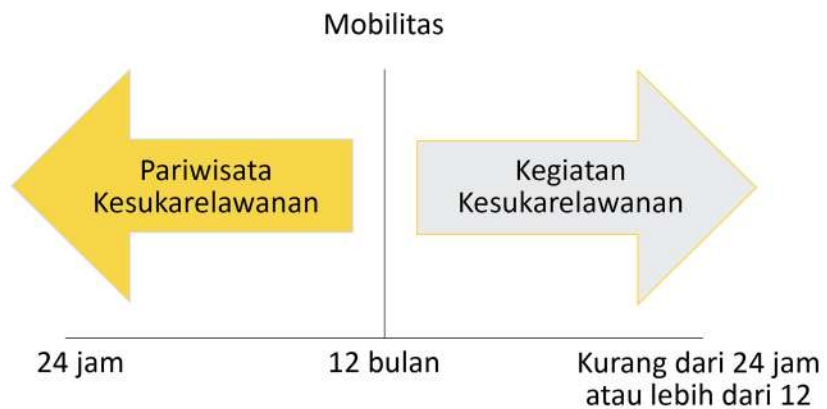 Mobilitas
Pariwisata
Kesukarelawanan
Kegiatan
Kesukarelawanan
24 jam
12 bulan
Kurang dari 24 jam
atau lebih dari 12